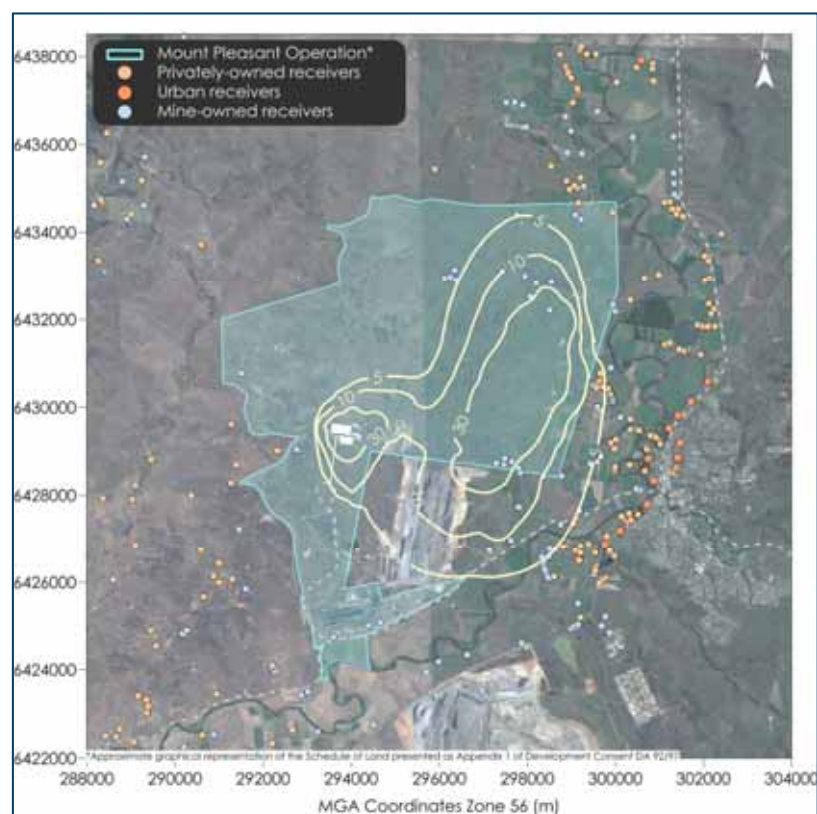 Mount Pleasant Operation*
Privately-owned receivers
Urban receivers
Mine-owned receivers
N
6438000
6436000
6434000
6432000
6430000
6428000
6426000
6424000
6422000
5
10
5
10
30
30
*Approximate graphical representation of the Schedule of Land presented as Appendix 1 of Development Consent DA 92/97
288000 290000 292000 294000 296000 298000 300000 302000 304000
MGA Coordinates Zone 56 (m)